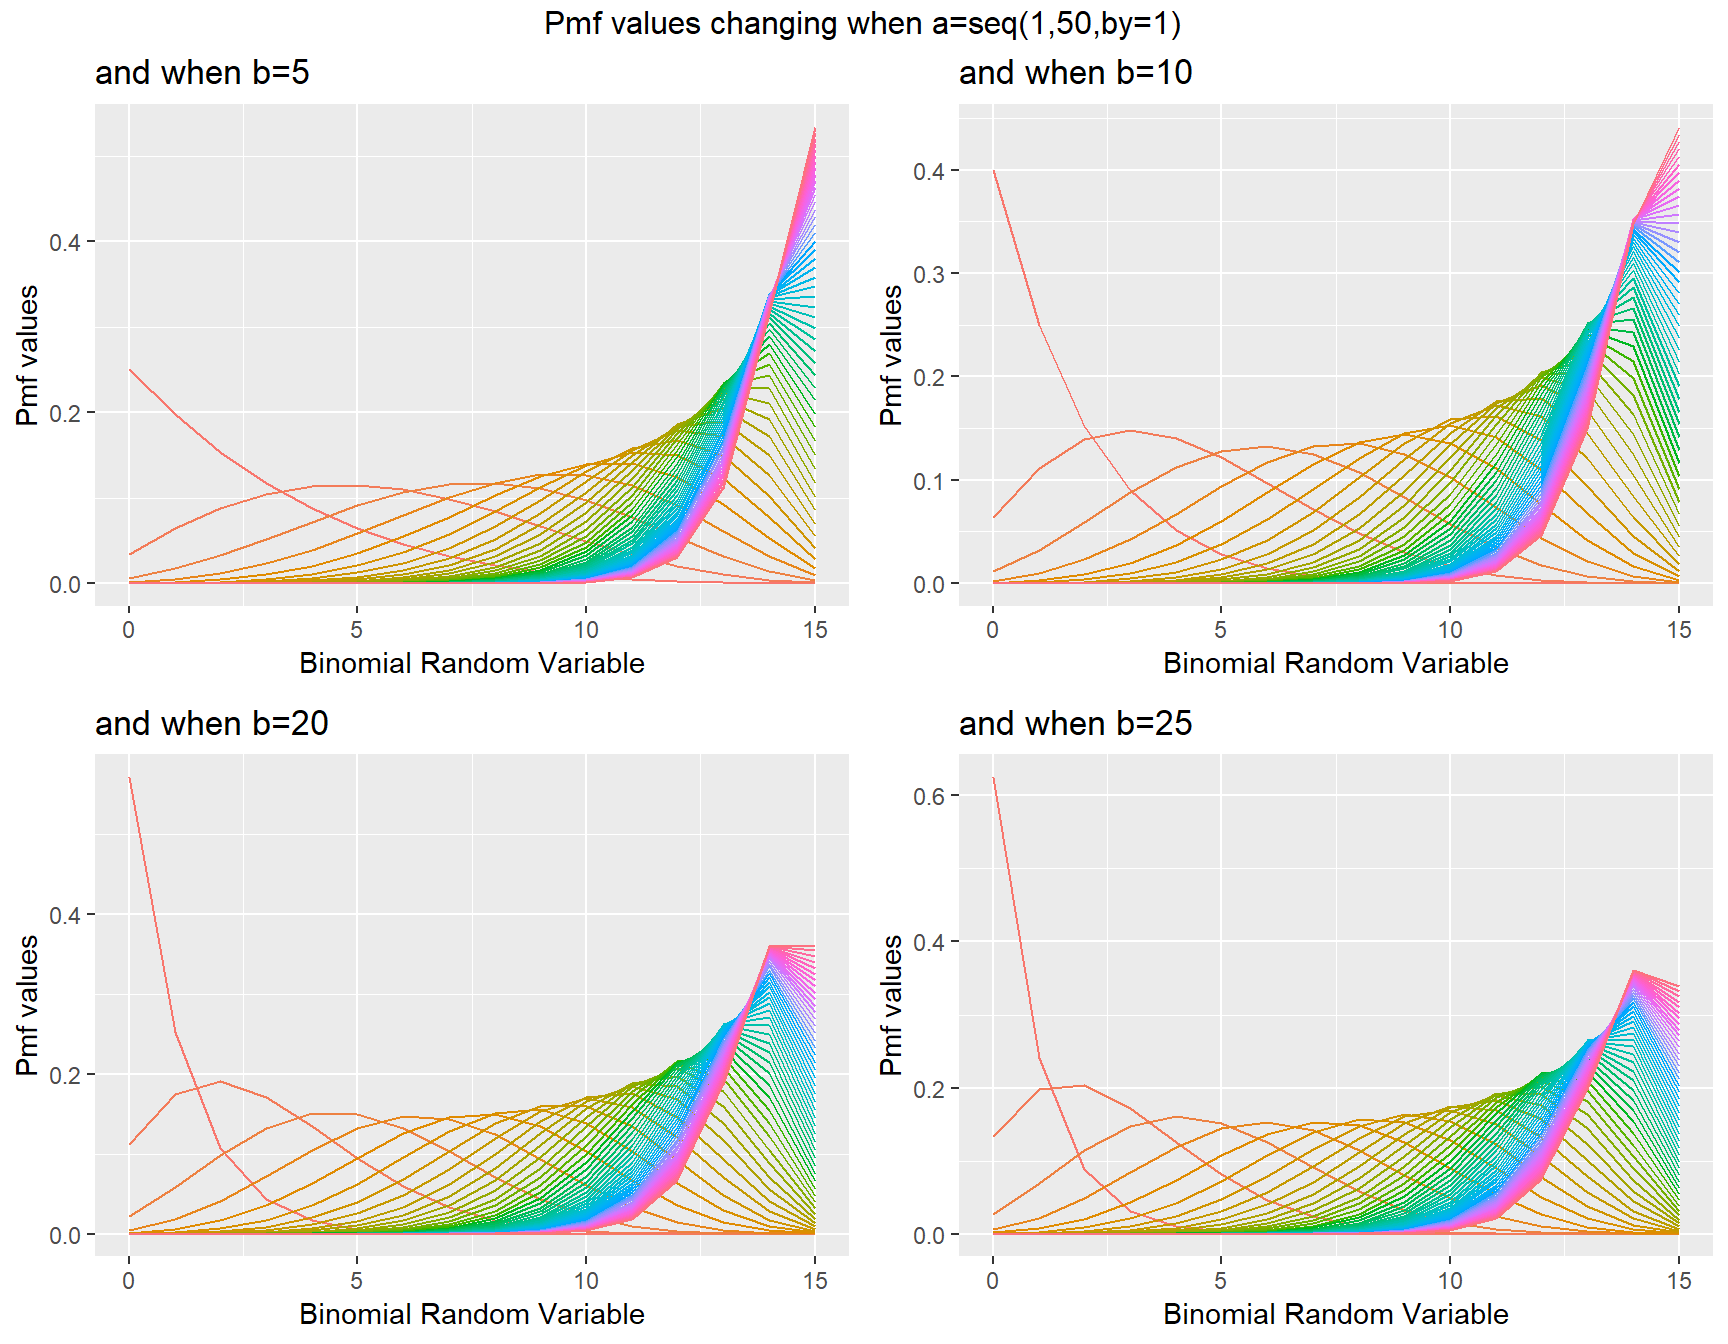 Pmf values changing when a=seq(1,50,by=1)
and when b=5
Pmf values
0.4
0.2
0.0
0 5 10 15
Binomial Random Variable
and when b=10
Pmf values
0.4
0.3
0.2
0.1
0.0
0 5 10 15
Binomial Random Variable
and when b=20
Pmf values
0.4
0.2
0.0
0 5 10 15
Binomial Random Variable
and when b=25
Pmf values
0.6
0.4
0.2
0.0
0 5 10 15
Binomial Random Variable